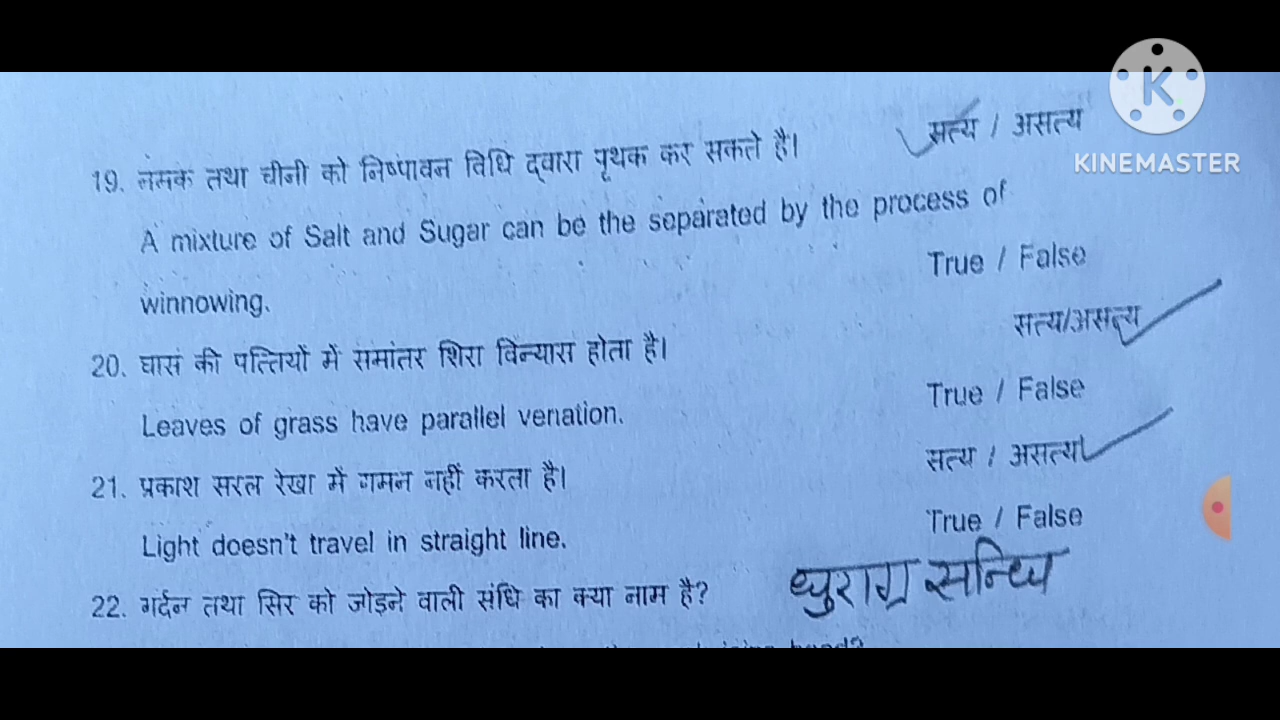 K
KINEMASTER
19. नमक तथा चीनी को निष्पावन विधि द्वारा पृथक कर सकते है। सत्य / असत्य
A mixture of Salt and Sugar can be the separated by the process of
winnowing. True / False
20. घास की पत्तियों में समांतर शिरा विन्यास होता है। सत्य/असत्य
Leaves of grass have parallel venation. True / False
21. प्रकाश सरल रेखा में गमन नहीं करता है। सत्य / असत्य
Light doesn't travel in straight line. True / False
22. गर्दन तथा सिर को जोड़ने वाली संधि का क्या नाम है? धुराग्र सन्धि